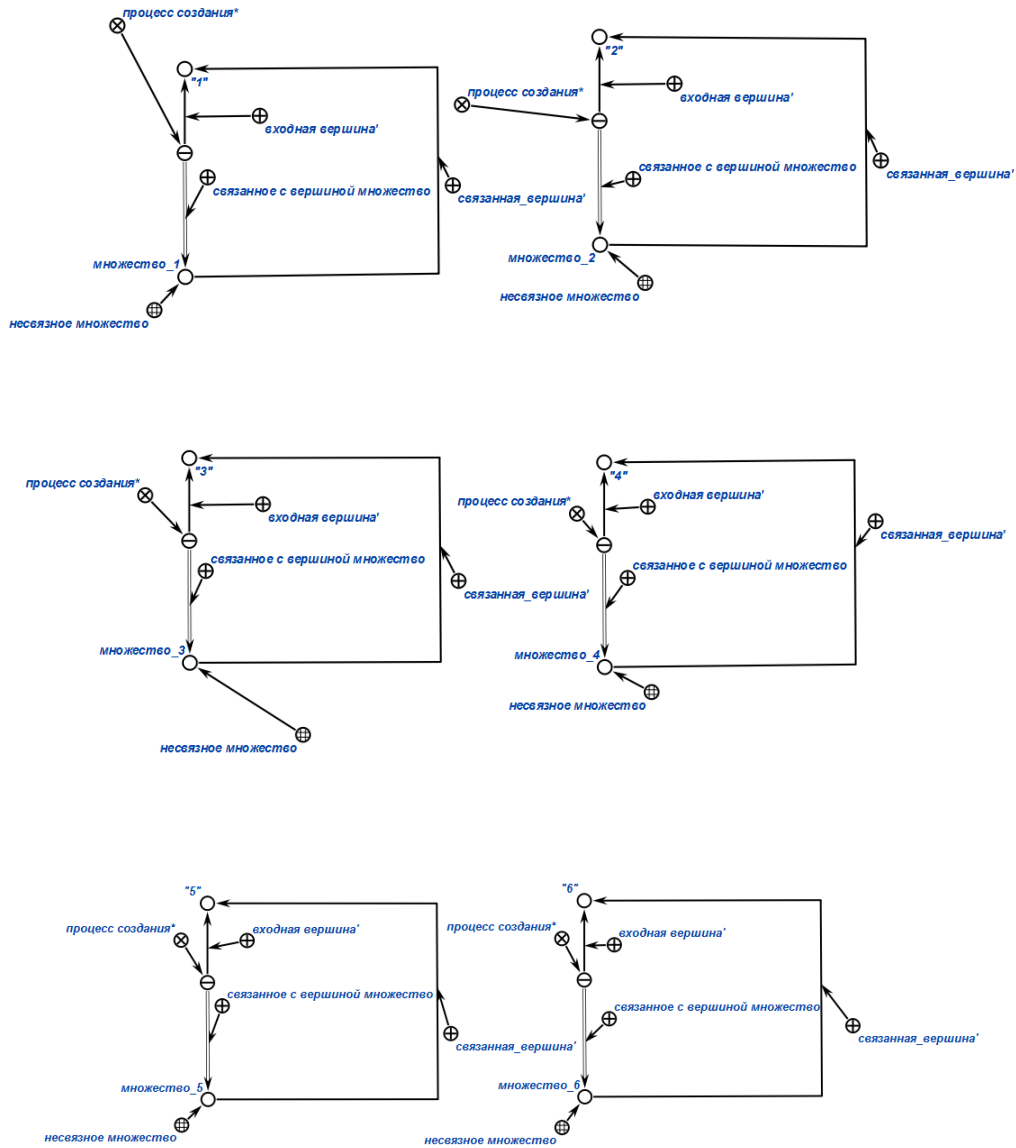 процесс создания*
"1"
входная вершина'
связанное с вершиной множество
связанная_вершина'
множество_1
несвязное множество
"2"
процесс создания*
входная вершина'
связанное с вершиной множество
связанная_вершина'
множество_2
несвязное множество
"3"
процесс создания*
входная вершина'
связанное с вершиной множество
связанная_вершина'
множество_3
несвязное множество
"4"
процесс создания*
входная вершина'
связанная_вершина'
связанное с вершиной множество
множество_4
несвязное множество
"5"
процесс создания*
входная вершина'
связанное с вершиной множество
связанная_вершина'
множество_5
несвязное множество
"6"
процесс создания*
входная вершина'
связанное с вершиной множество
связанная_вершина'
множество_6
несвязное множество